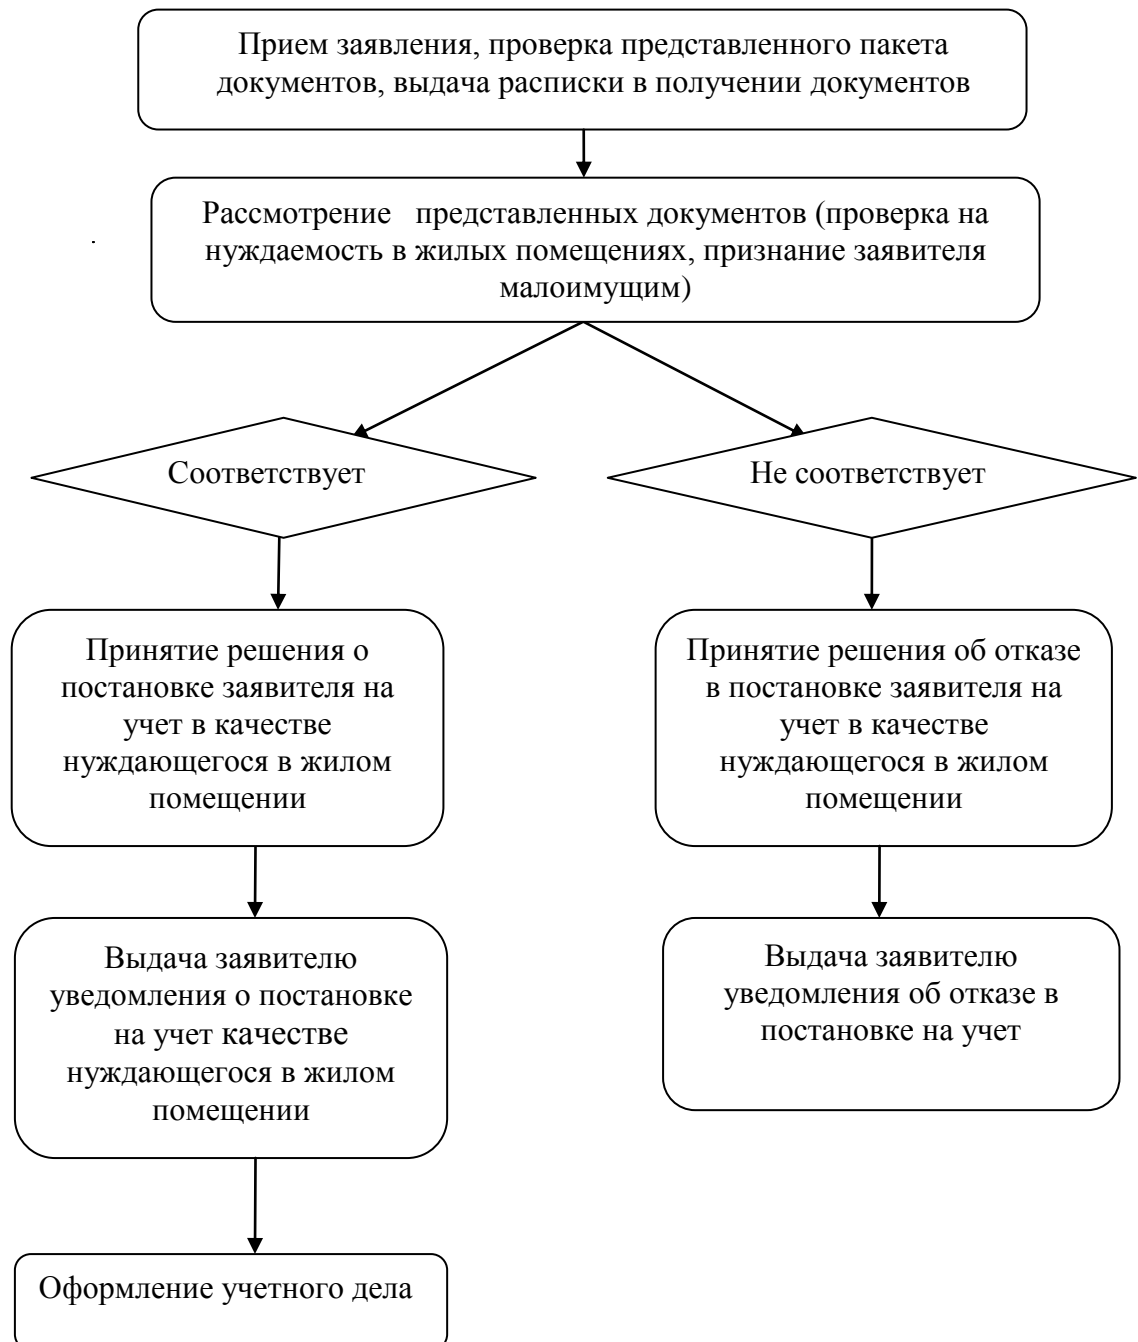 Прием заявления, проверка представленного пакета
документов, выдача расписки в получении документов
Рассмотрение представленных документов (проверка на
нуждаемость в жилых помещениях, признание заявителя
малоимущим)
Соответствует
Не соответствует
Принятие решения о
постановке заявителя на
учет в качестве
нуждающегося в жилом
помещении
Принятие решения об отказе
в постановке заявителя на
учет в качестве
нуждающегося в жилом
помещении
Выдача заявителю
уведомления о постановке
на учет качестве
нуждающегося в жилом
помещении
Выдача заявителю
уведомления об отказе в
постановке на учет
Оформление учетного дела